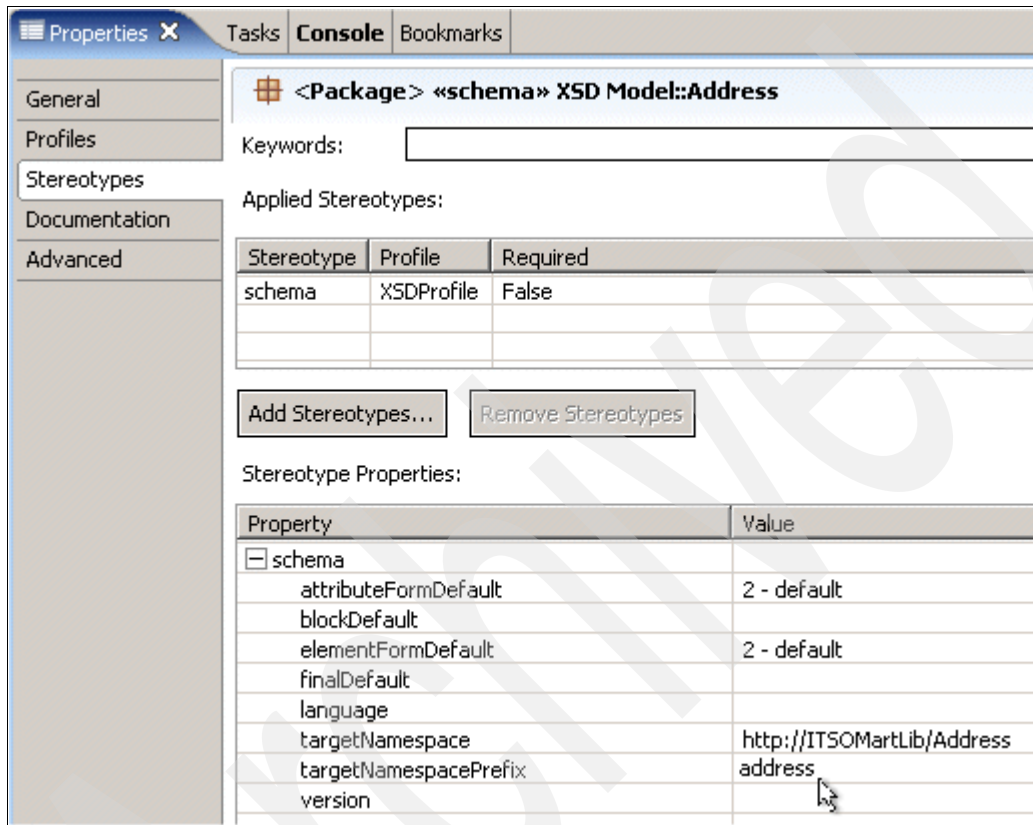 Properties Tasks Console Bookmarks
General
Profiles
Stereotypes
Documentation
Advanced
<Package> «schema» XSD Model::Address
Keywords:
Applied Stereotypes:
Stereotype Profile Required
schema XSDProfile False
Add Stereotypes... Remove Stereotypes
Stereotype Properties:
Property Value
schema
attributeFormDefault 2 - default
blockDefault
elementFormDefault 2 - default
finalDefault
language
targetNamespace http://ITSOMartLib/Address
targetNamespacePrefix address
version
Archived